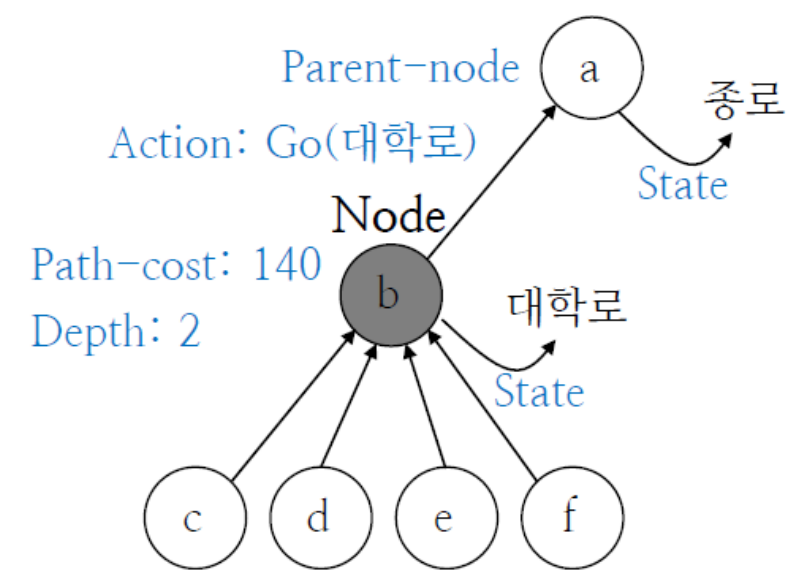 Parent-node
a
종로
Action: Go(대학로)
State
Node
Path-cost: 140
b
대학로
Depth: 2
State
c
d
e
f